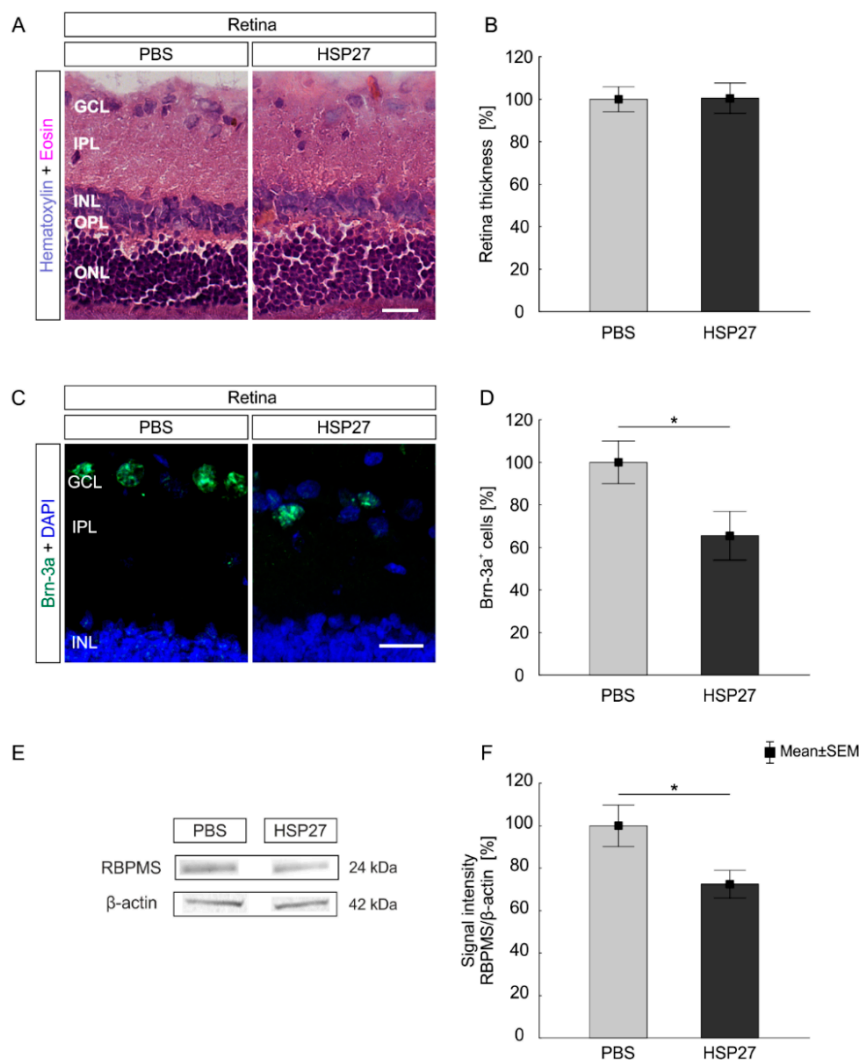 A
Retina
PBS HSP27
Hematoxylin + Eosin
GCL
IPL
INL
OPL
ONL
B
Retina thickness [%]
120
100
80
60
40
20
0
PBS HSP27
C
Retina
PBS HSP27
Brn-3a + DAPI
GCL
IPL
INL
D
Brn-3a⁺ cells [%]
120
100
80
60
40
20
0
*
PBS HSP27
E
PBS HSP27
RBPMS 24 kDa
β-actin 42 kDa
F
Mean±SEM
Signal intensity
RBPMS/β-actin [%]
120
100
80
60
40
20
0
*
PBS HSP27